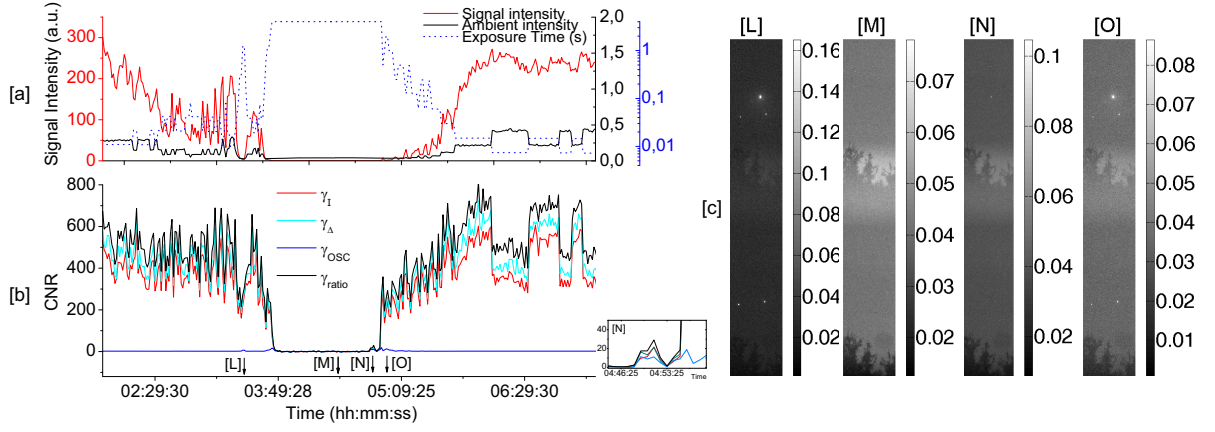 [a]
Signal Intensity (a.u.)
300
200
100
0
Signal intensity
Ambient intensity
Exposure Time (s)
2,0
1,5
1,0
0,5
0,0
1
0,1
0,01
[b]
CNR
800
600
400
200
0
γI
γΔ
γOSC
γratio
[L]
[M]
[N]
[O]
02:29:30
03:49:28
05:09:25
06:29:30
Time (hh:mm:ss)
[N]
40
20
0
04:46:25
04:53:25
Time
[c]
[L]
[M]
[N]
[O]
0.16
0.14
0.12
0.1
0.08
0.06
0.04
0.02
0.07
0.06
0.05
0.04
0.03
0.02
0.1
0.08
0.06
0.04
0.02
0.08
0.07
0.06
0.05
0.04
0.03
0.02
0.01